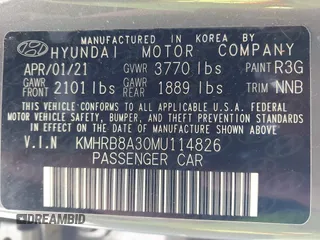 MANUFACTURED IN KOREA BY
HYUNDAI MOTOR COMPANY
APR/01/21 GVWR 3770 lbs PAINT R3G
GAWR FRONT 2101 lbs GAWR REAR 1889 lbs TRIM NNB
THIS VEHICLE CONFORMS TO ALL APPLICABLE U.S. FEDERAL MOTOR VEHICLE
SAFETY, BUMPER, AND THEFT PREVENTION STANDARDS IN EFFECT ON THE DATE
OF MANUFACTURE SHOWN ABOVE.
V.I.N KMHRB8A30MU114826
PASSENGER CAR
DREAMBID